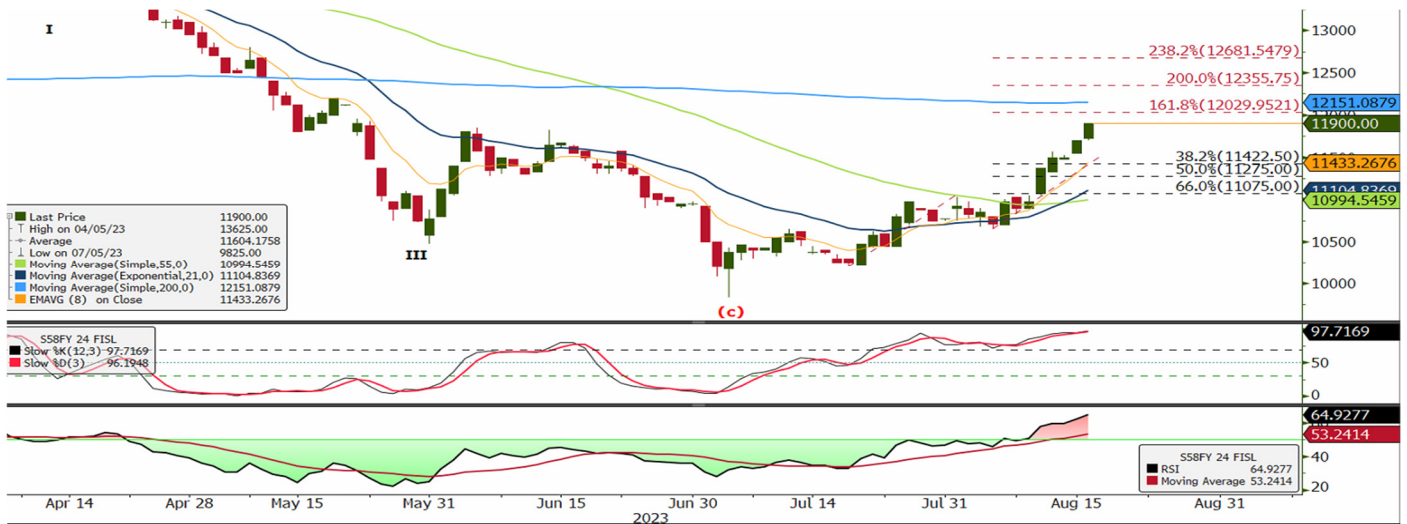 I
13000
238.2%(12681.5479)
12500
200.0%(12355.75)
12151.0879
161.8%(12029.9521)
11900.00
38.2%(11422.50)
11433.2676
50.0%(11275.00)
66.0%(11075.00)
11104.8369
10994.5459
10500
10000
III
(c)
Last Price 11900.00
High on 04/05/23 13625.00
Average 11604.1758
Low on 07/05/23 9825.00
Moving Average(Simple,55,0) 10994.5459
Moving Average(Exponential,21,0) 11104.8369
Moving Average(Simple,200,0) 12151.0879
EMAVG (8) on Close 11433.2676
S58FY 24 FISL
Slow %K(12,3) 97.7169
Slow %D(3) 96.1948
97.7169
50
0
64.9277
53.2414
40
20
S58FY 24 FISL
RSI 64.9277
Moving Average 53.2414
Apr 14 Apr 28 May 15 May 31 Jun 15 Jun 30 Jul 14 Jul 31 Aug 15 Aug 31
2023